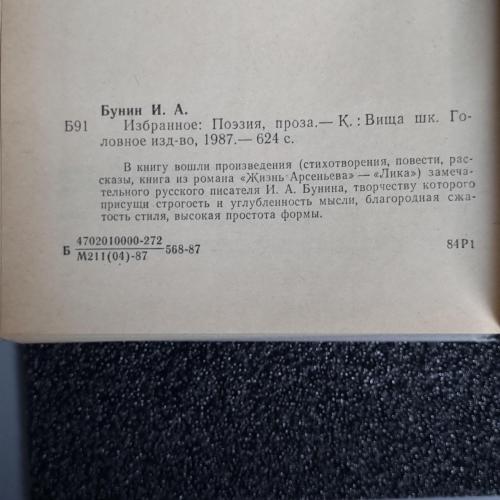 Бунин И. А.
Б91 Избранное: Поэзия, проза.— К.: Вища шк. Го-
ловное изд-во, 1987.— 624 с.
В книгу вошли произведения (стихотворения, повести, рас-
сказы, книга из романа «Жизнь Арсеньева» — «Лика») замеча-
тельного русского писателя И. А. Бунина, творчеству которого
присущи строгость и углубленность мысли, благородная сжа-
тость стиля, высокая простота формы.
4702010000-272
Б 568-87 84Р1
М211(04)-87